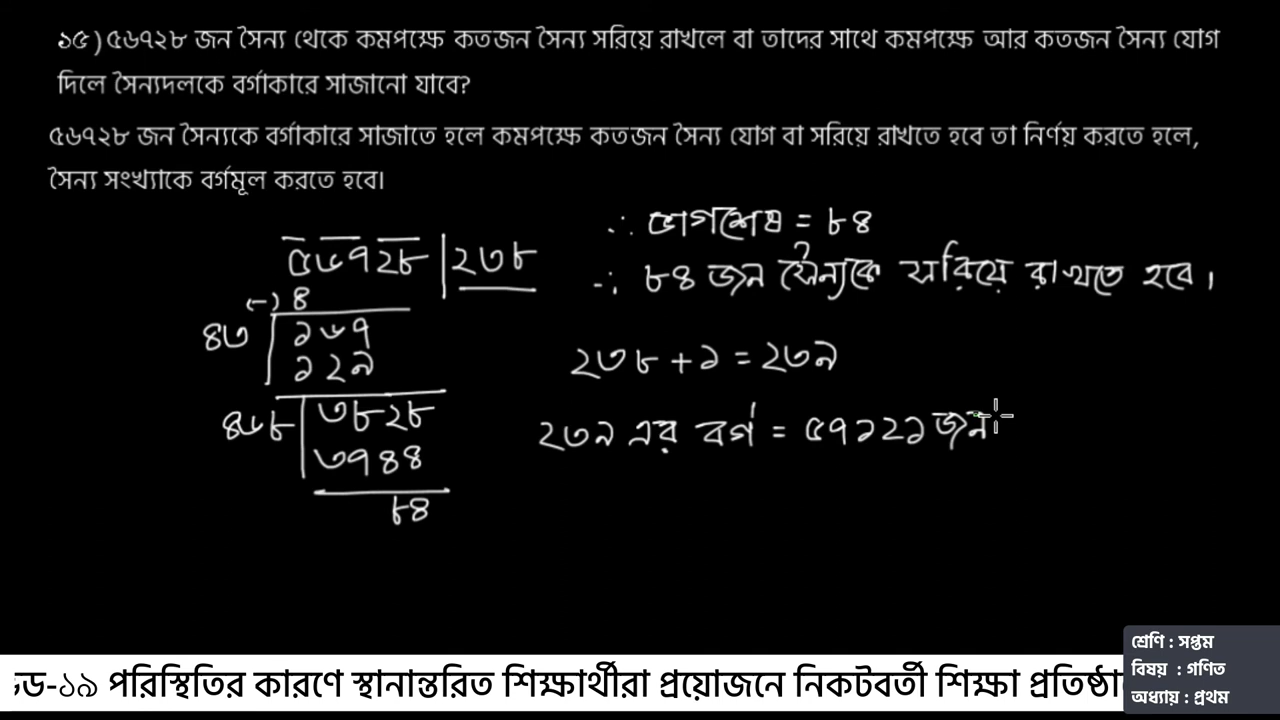 ১৫) ৫৬৭২৮ জন সৈন্য থেকে কমপক্ষে কতজন সৈন্য সরিয়ে রাখলে বা তাদের সাথে কমপক্ষে আর কতজন সৈন্য যোগ
দিলে সৈন্যদলকে বর্গাকারে সাজানো যাবে?
৫৬৭২৮ জন সৈন্যকে বর্গাকারে সাজাতে হলে কমপক্ষে কতজন সৈন্য যোগ বা সরিয়ে রাখতে হবে তা নির্ণয় করতে হলে,
সৈন্য সংখ্যাকে বর্গমূল করতে হবে।
৫৬৭২৮ | ২৩৮
(-) ৪
৪৩ | ১৬৭
১২৯
৪৬৮ | ৩৮২৮
৩৭৪৪
৮৪
∴ ভাগশেষ = ৮৪
∴ ৮৪ জন সৈন্যকে সরিয়ে রাখতে হবে।
২৩৮ + ১ = ২৩৯
২৩৯ এর বর্গ = ৫৭১২১ জন
শ্রেণি : সপ্তম
বিষয় : গণিত
অধ্যায় : প্রথম
ভিড-১৯ পরিস্থিতির কারণে স্থানান্তরিত শিক্ষার্থীরা প্রয়োজনে নিকটবর্তী শিক্ষা প্রতিষ্ঠা